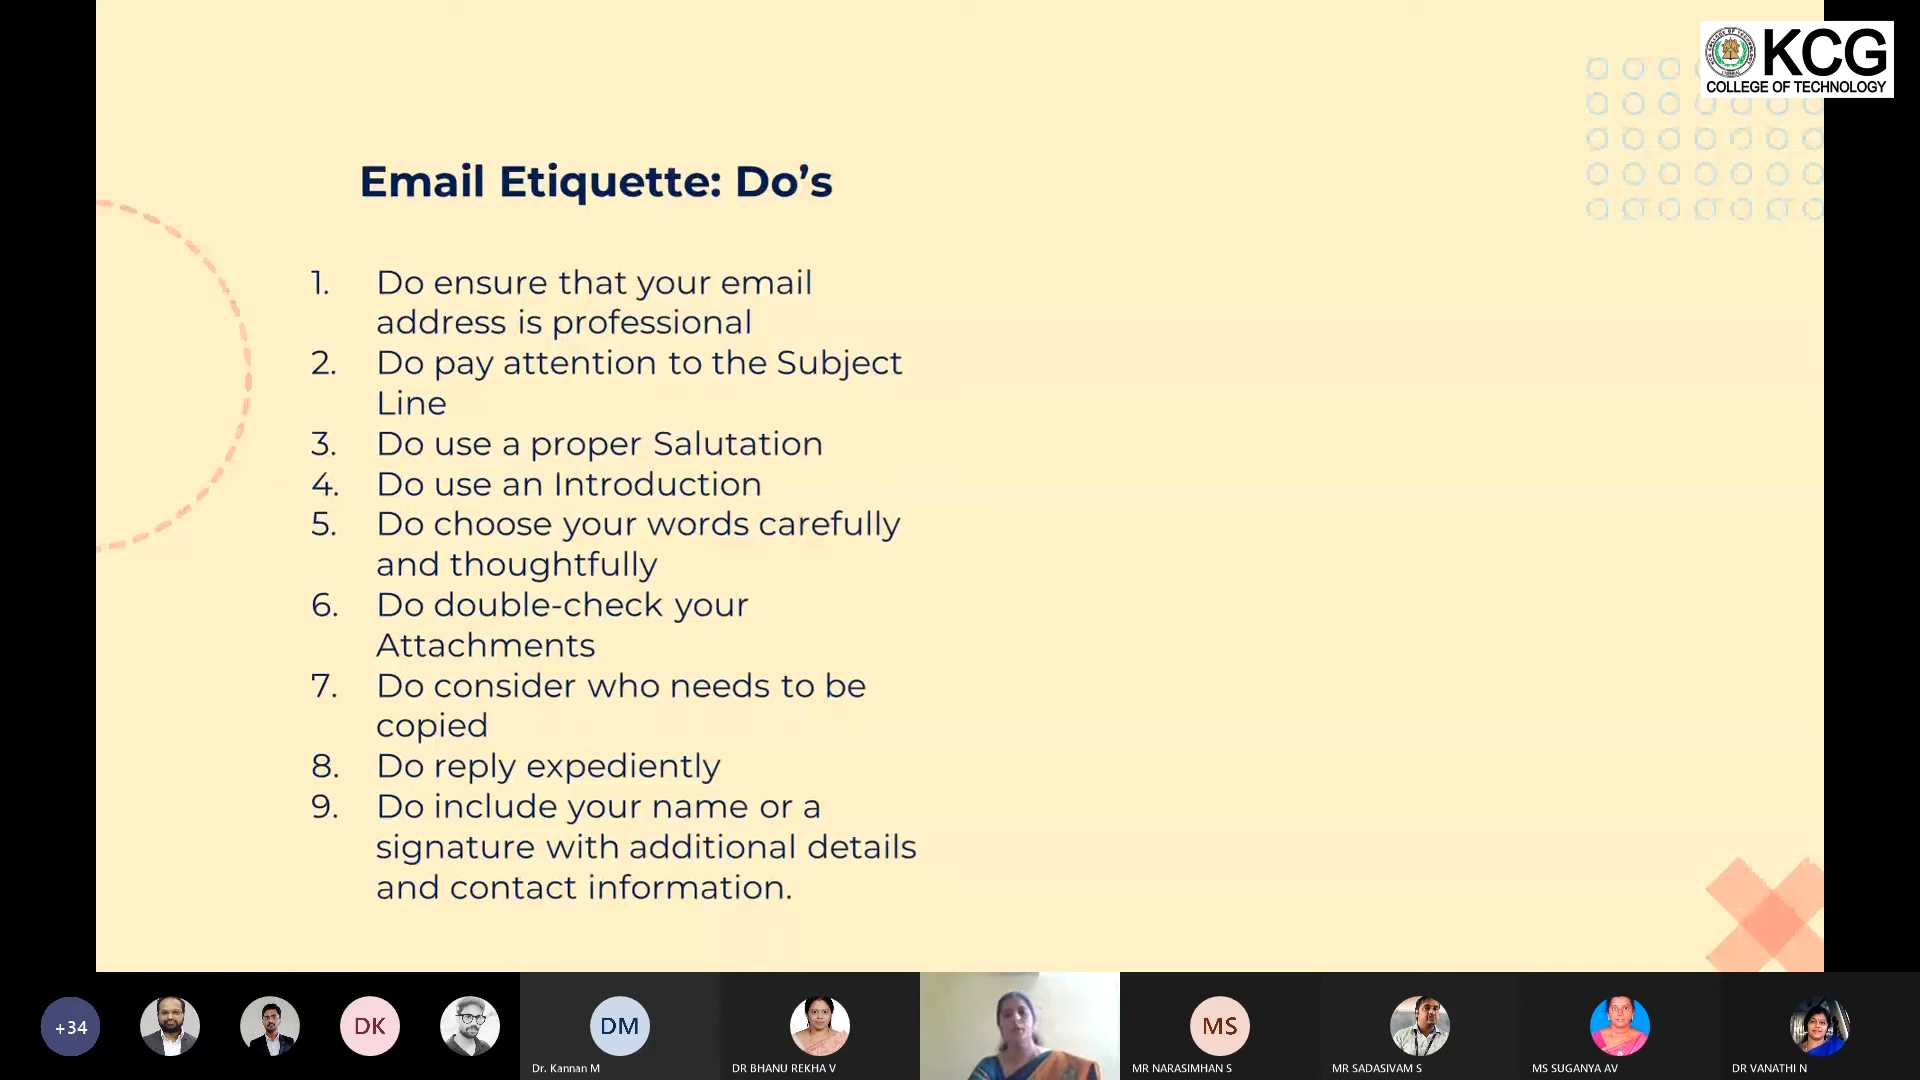 KCG
COLLEGE OF TECHNOLOGY
Email Etiquette: Do’s
1. Do ensure that your email
address is professional
2. Do pay attention to the Subject
Line
3. Do use a proper Salutation
4. Do use an Introduction
5. Do choose your words carefully
and thoughtfully
6. Do double-check your
Attachments
7. Do consider who needs to be
copied
8. Do reply expediently
9. Do include your name or a
signature with additional details
and contact information.
+34
DK
DM
MS
Dr. Kannan M
DR BHANU REKHA V
MR NARASIMHAN S
MR SADASIVAM S
MS SUGANYA AV
DR VANATHI N